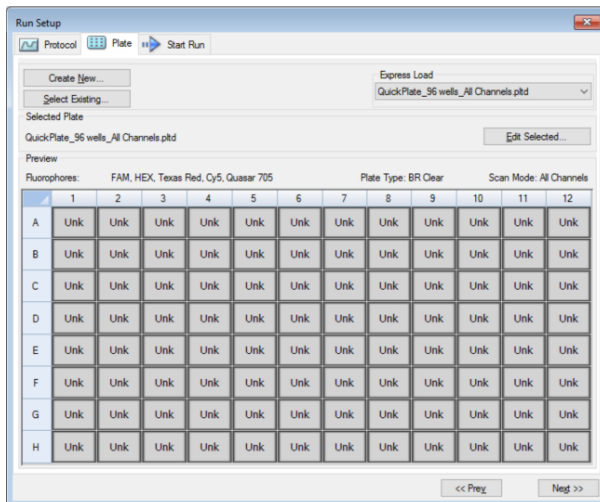 Run Setup
Protocol Plate Start Run
Create New...
Select Existing...
Express Load
QuickPlate_96 wells_All Channels.pltd
Selected Plate
QuickPlate_96 wells_All Channels.pltd
Edit Selected...
Preview
Fluorophores: FAM, HEX, Texas Red, Cy5, Quasar 705 Plate Type: BR Clear Scan Mode: All Channels
1 2 3 4 5 6 7 8 9 10 11 12
A Unk Unk Unk Unk Unk Unk Unk Unk Unk Unk Unk Unk
B Unk Unk Unk Unk Unk Unk Unk Unk Unk Unk Unk Unk
C Unk Unk Unk Unk Unk Unk Unk Unk Unk Unk Unk Unk
D Unk Unk Unk Unk Unk Unk Unk Unk Unk Unk Unk Unk
E Unk Unk Unk Unk Unk Unk Unk Unk Unk Unk Unk Unk
F Unk Unk Unk Unk Unk Unk Unk Unk Unk Unk Unk Unk
G Unk Unk Unk Unk Unk Unk Unk Unk Unk Unk Unk Unk
H Unk Unk Unk Unk Unk Unk Unk Unk Unk Unk Unk Unk
<< Prev Next >>